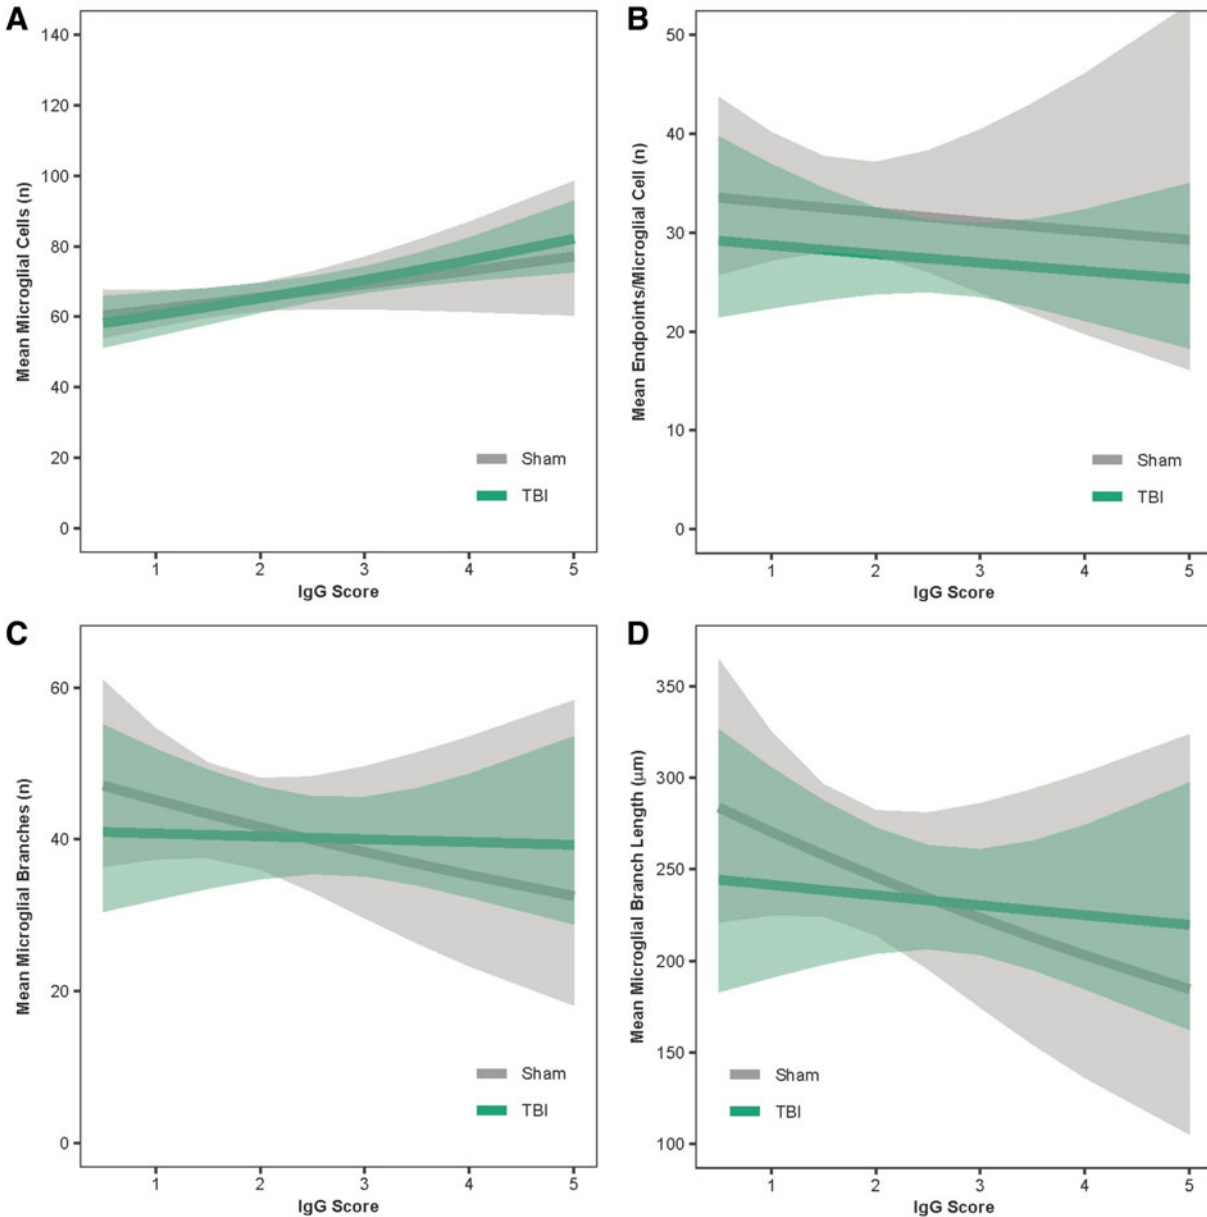 A
Mean Microglial Cells (n)
140
120
100
80
60
40
20
0
Sham
TBI
1 2 3 4 5
IgG Score
B
Mean Endpoints/Microglial Cell (n)
50
40
30
20
10
0
Sham
TBI
1 2 3 4 5
IgG Score
C
Mean Microglial Branches (n)
60
40
20
0
Sham
TBI
1 2 3 4 5
IgG Score
D
Mean Microglial Branch Length (μm)
350
300
250
200
150
100
Sham
TBI
1 2 3 4 5
IgG Score